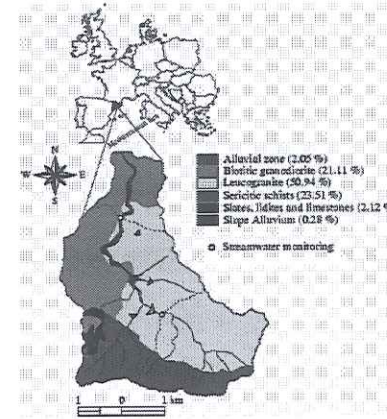 N
W E
S
Alluvial zone (2.05 %)
Biotitic granodiorite (21.11 %)
Leucogranite (50.94 %)
Sericitic schists (23.51 %)
Slates, lidites and limestones (2.12 %
Slope Alluvium (0.28 %)
Streamwater monitoring
1 0 1 km